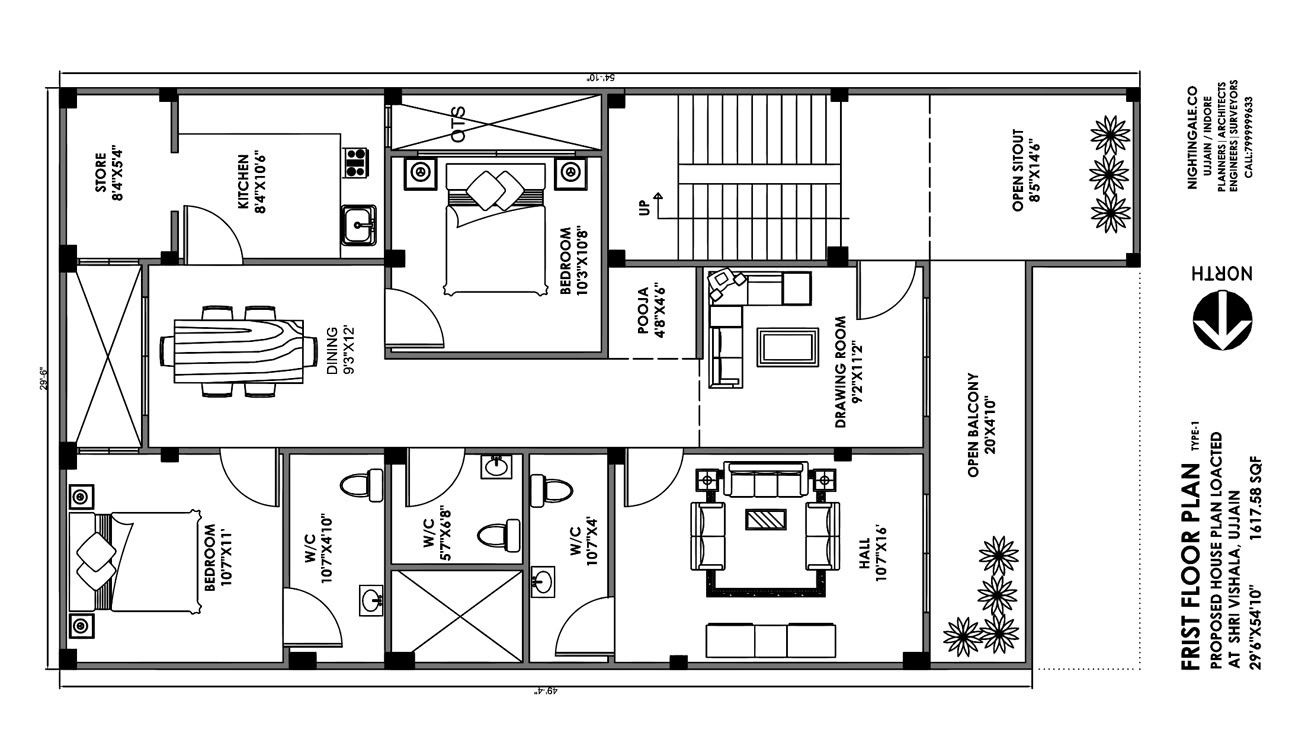 54'-10"
29'-6"
49'-4"
STORE
8'4"X5'4"
KITCHEN
8'4"X10'6"
OTS
BEDROOM
10'3"X10'8"
UP
OPEN SITOUT
8'5"X14'6"
DINING
9'3"X12'
POOJA
4'8"X4'6"
DRAWING ROOM
9'2"X11'2"
OPEN BALCONY
20'X4'10"
BEDROOM
10'7"X11'
W/C
10'7"X4'10"
W/C
5'7"X6'8"
W/C
10'7"X4'
HALL
10'7"X16'
NIGHTINGALE.CO
UJJAIN / INDORE
PLANNERS|ARCHITECTS
ENGINEERS|SURVEYORS
CALL:7999999633
NORTH
FRIST FLOOR PLAN TYPE-1
PROPOSED HOUSE PLAN LOACTED
AT SHRI VISHALA, UJJAIN
29'6"X54'10" 1617.58 SQF